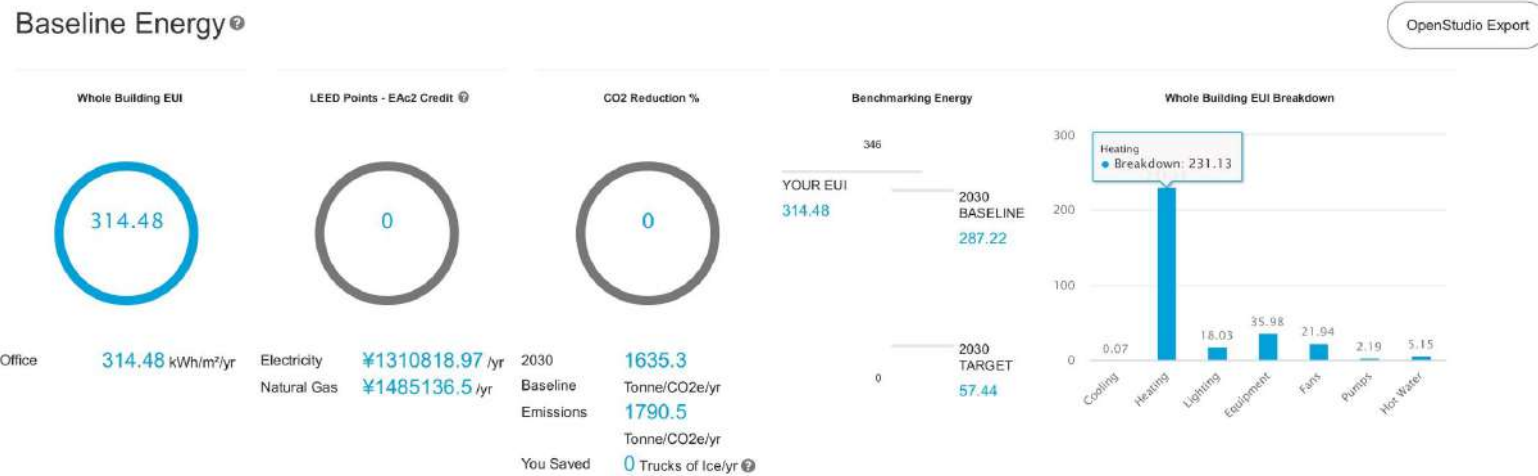 Baseline Energy
OpenStudio Export
Whole Building EUI
314.48
Office 314.48 kWh/m²/yr
LEED Points - EAc2 Credit
0
Electricity ¥1310818.97 /yr
Natural Gas ¥1485136.5 /yr
CO2 Reduction %
0
2030 1635.3
Baseline Tonne/CO2e/yr
Emissions 1790.5
Tonne/CO2e/yr
You Saved 0 Trucks of Ice/yr
Benchmarking Energy
346
YOUR EUI
314.48
2030
BASELINE
287.22
2030
TARGET
57.44
0
Whole Building EUI Breakdown
300
200
100
0
Heating
Breakdown: 231.13
0.07
18.03
35.98
21.94
2.19
5.15
Cooling
Heating
Lighting
Equipment
Fans
Pumps
Hot Water